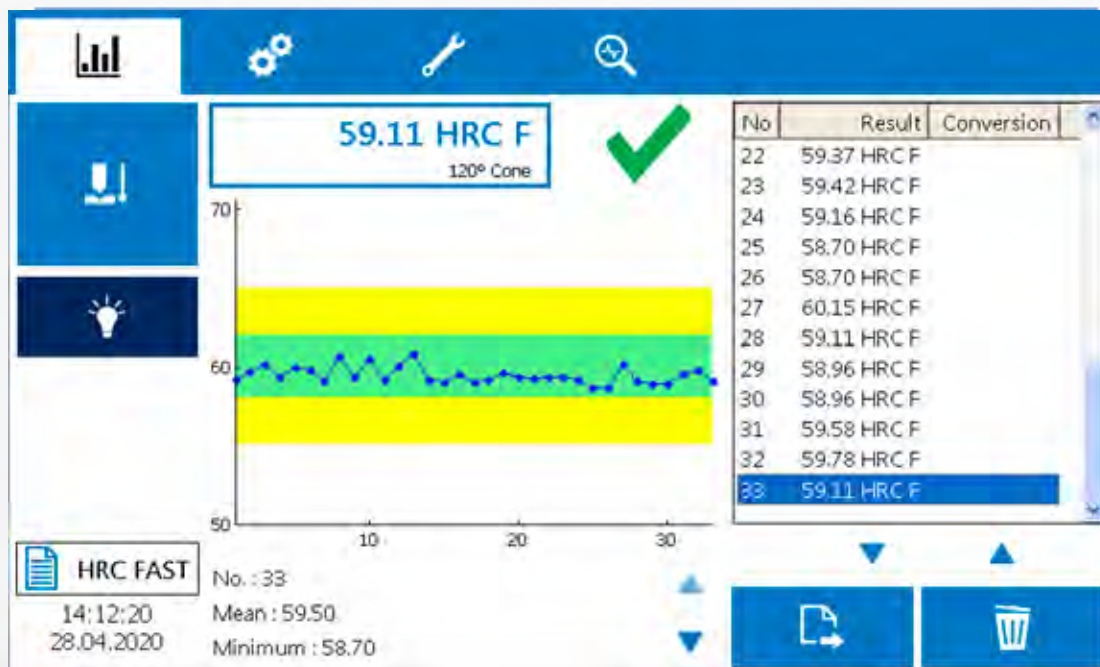 59.11 HRC F
120º Cone
70
60
50
10
20
30
HRC FAST
14:12:20
28.04.2020
No. : 33
Mean : 59.50
Minimum : 58.70
No Result Conversion
22 59.37 HRC F
23 59.42 HRC F
24 59.16 HRC F
25 58.70 HRC F
26 58.70 HRC F
27 60.15 HRC F
28 59.11 HRC F
29 58.96 HRC F
30 58.96 HRC F
31 59.58 HRC F
32 59.78 HRC F
33 59.11 HRC F